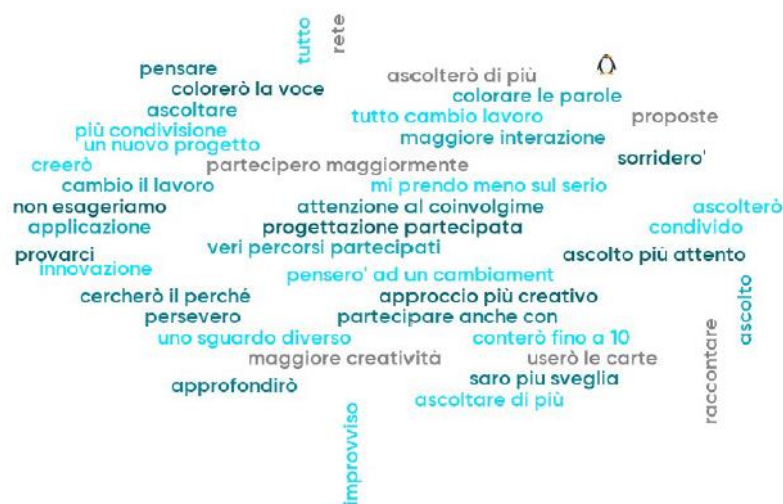 tutto
rete
pensare
ascolterò di più
colorerò la voce
colorare le parole
ascoltare
tutto cambio lavoro
proposte
più condivisione
maggiore interazione
un nuovo progetto
sorridero'
creerò
partecipero maggiormente
cambio il lavoro
mi prendo meno sul serio
non esageriamo
attenzione al coinvolgime
ascolterò
applicazione
progettazione partecipata
condivido
veri percorsi partecipati
provarci
ascolto più attento
innovazione
pensero' ad un cambiament
cercherò il perché
approccio più creativo
ascolto
persevero
partecipare anche con
uno sguardo diverso
conterò fino a 10
maggiore creatività
userò le carte
raccontare
approfondirò
saro piu sveglia
ascoltare di più
improvviso